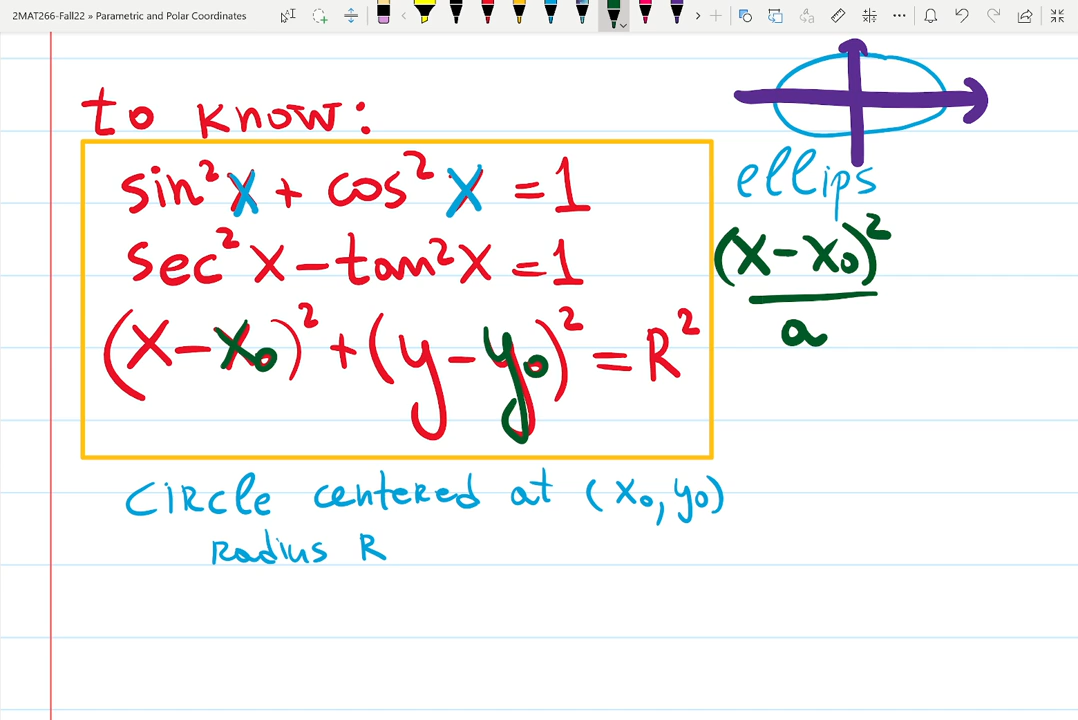 2MAT266-Fall22 » Parametric and Polar Coordinates
to know:
sin²x + cos²x = 1
sec²x − tan²x = 1
(x−x₀)² + (y−y₀)² = R²
circle centered at (x₀, y₀)
radius R
ellips
(x−x₀)²
a